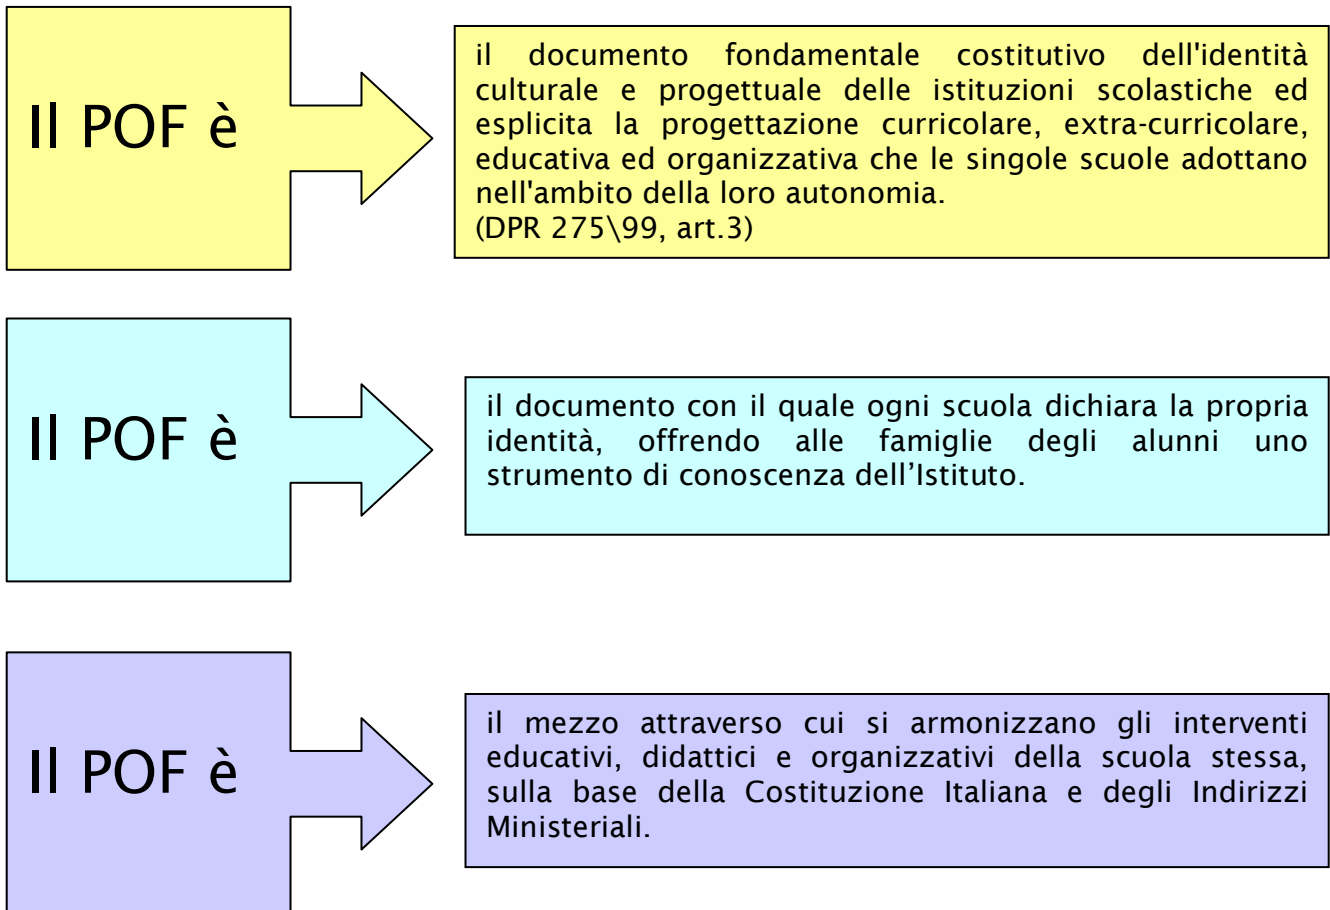 Il POF è
il documento fondamentale costitutivo dell'identità
culturale e progettuale delle istituzioni scolastiche ed
esplicita la progettazione curricolare, extra-curricolare,
educativa ed organizzativa che le singole scuole adottano
nell'ambito della loro autonomia.
(DPR 275\99, art.3)
Il POF è
il documento con il quale ogni scuola dichiara la propria
identità, offrendo alle famiglie degli alunni uno
strumento di conoscenza dell’Istituto.
Il POF è
il mezzo attraverso cui si armonizzano gli interventi
educativi, didattici e organizzativi della scuola stessa,
sulla base della Costituzione Italiana e degli Indirizzi
Ministeriali.